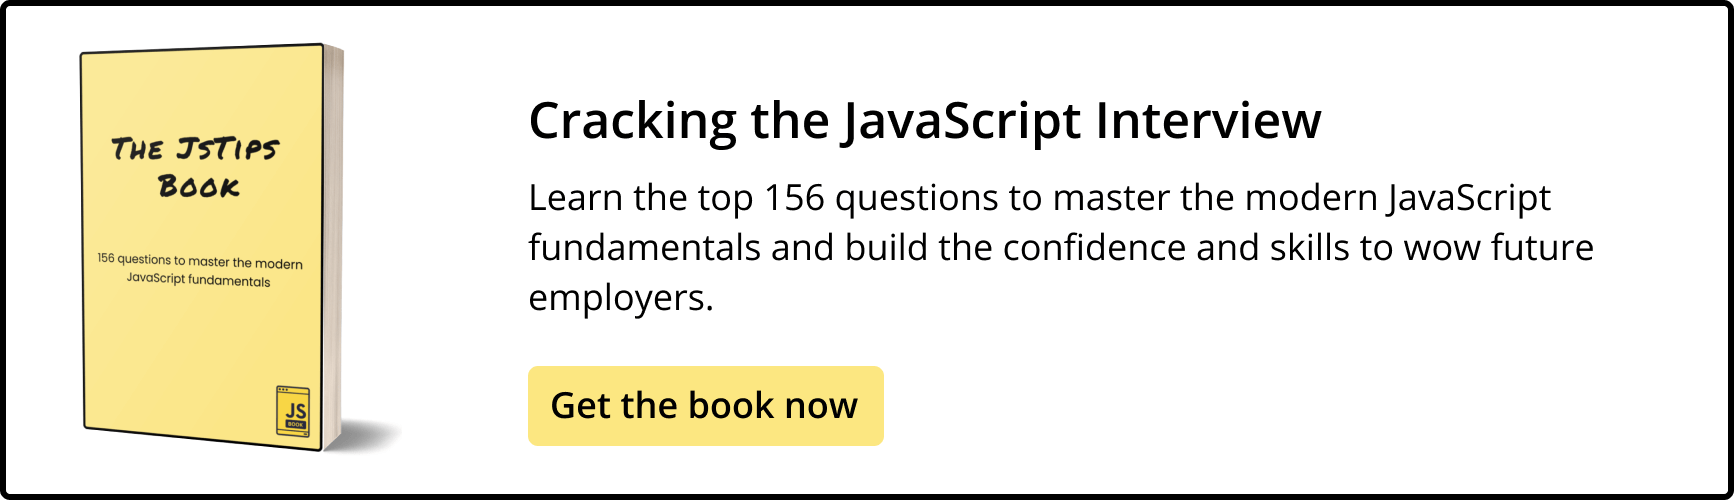 The JsTips
Book
156 questions to master the modern
JavaScript fundamentals
JS
BOOK
Cracking the JavaScript Interview
Learn the top 156 questions to master the modern JavaScript
fundamentals and build the confidence and skills to wow future
employers.
Get the book now